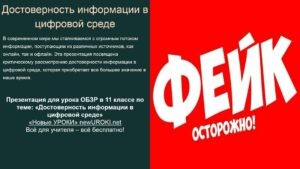 Достоверность информации в
цифровой среде
В современном мире мы сталкиваемся с огромным потоком
информации, поступающим из различных источников, как
онлайн, так и офлайн. Эта презентация посвящена
критическому рассмотрению достоверности информации в
цифровой среде, которая приобретает все большее значение в
наше время.
Презентация для урока ОБЗР в 11 классе по
теме: «Достоверность информации в
цифровой среде»
«Новые УРОКИ» newUROKI.net
Всё для учителя – всё бесплатно!
ФЕЙК
ОСТОРОЖНО!